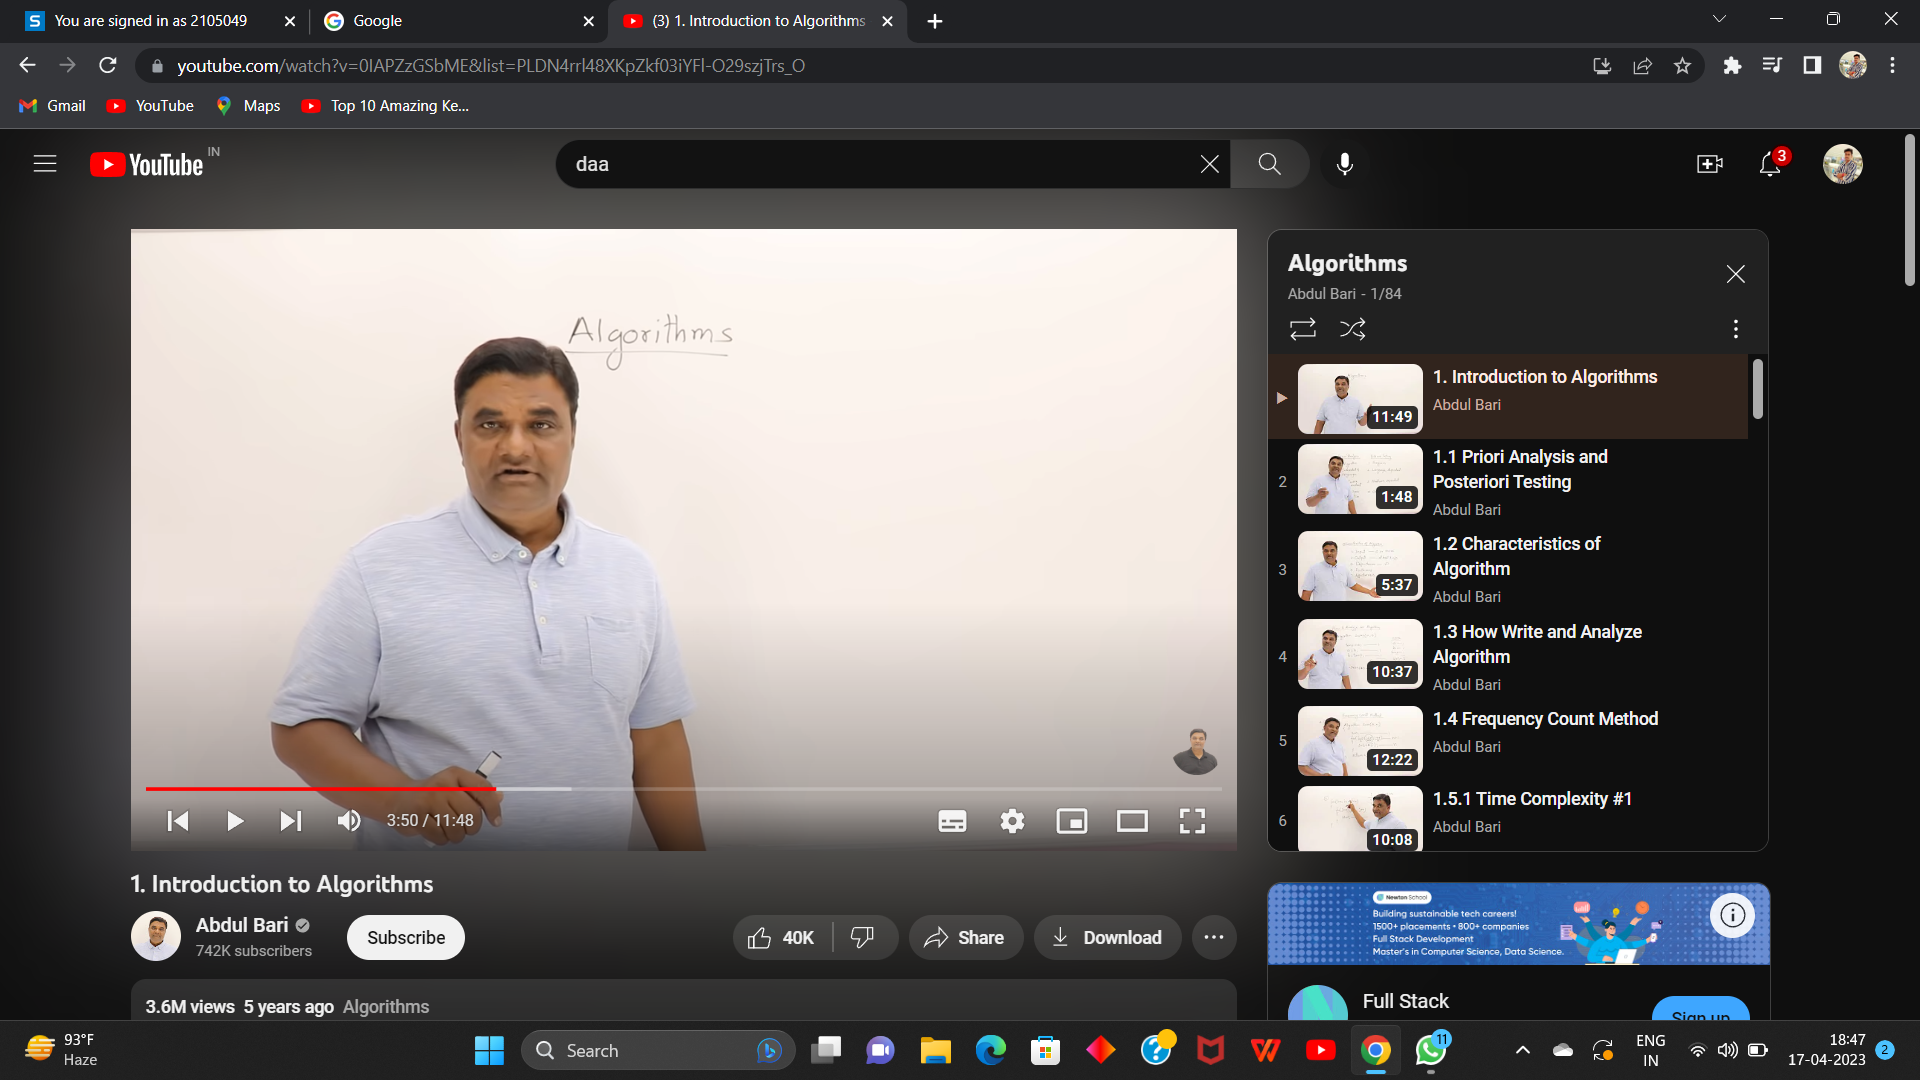 You are signed in as 2105049
Google
(3) 1. Introduction to Algorithms
youtube.com/watch?v=0IAPZzGSbME&list=PLDN4rrl48XKpZkf03iYFl-O29szjTrs_O
Gmail
YouTube
Maps
Top 10 Amazing Ke...
YouTube IN
daa
3
Algorithms
3:50 / 11:48
Algorithms
Abdul Bari - 1/84
11:49
1. Introduction to Algorithms
Abdul Bari
2
1:48
1.1 Priori Analysis and
Posteriori Testing
Abdul Bari
3
5:37
1.2 Characteristics of
Algorithm
Abdul Bari
4
10:37
1.3 How Write and Analyze
Algorithm
Abdul Bari
5
12:22
1.4 Frequency Count Method
Abdul Bari
6
10:08
1.5.1 Time Complexity #1
Abdul Bari
1. Introduction to Algorithms
Abdul Bari
742K subscribers
Subscribe
40K
Share
Download
3.6M views 5 years ago Algorithms
Newton School
Building sustainable tech careers!
1500+ placements • 800+ companies
Full Stack Development
Master's in Computer Science, Data Science.
Full Stack
Sign up
93°F
Haze
Search
11
ENG
IN
18:47
17-04-2023
2